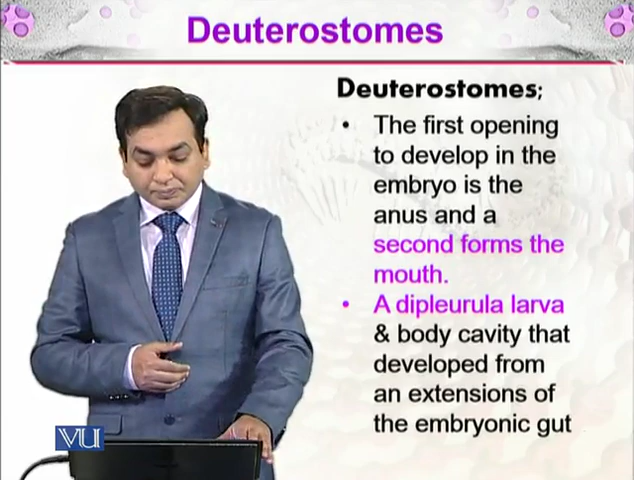 Deuterostomes
Deuterostomes;
• The first opening
to develop in the
embryo is the
anus and a
second forms the
mouth.
• A dipleurula larva
& body cavity that
developed from
an extensions of
the embryonic gut
VU